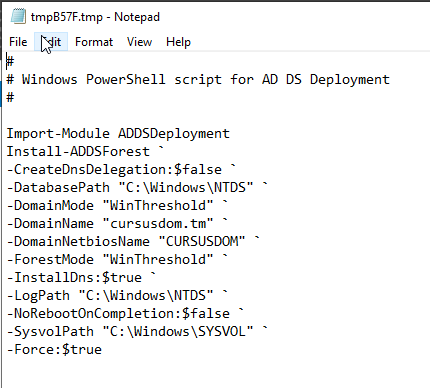 tmpB57F.tmp - Notepad
File Edit Format View Help
#
# Windows PowerShell script for AD DS Deployment
#
Import-Module ADDSDeployment
Install-ADDSForest `
-CreateDnsDelegation:$false `
-DatabasePath "C:\Windows\NTDS" `
-DomainMode "WinThreshold" `
-DomainName "cursusdom.tm" `
-DomainNetbiosName "CURSUSDOM" `
-ForestMode "WinThreshold" `
-InstallDns:$true `
-LogPath "C:\Windows\NTDS" `
-NoRebootOnCompletion:$false `
-SysvolPath "C:\Windows\SYSVOL" `
-Force:$true